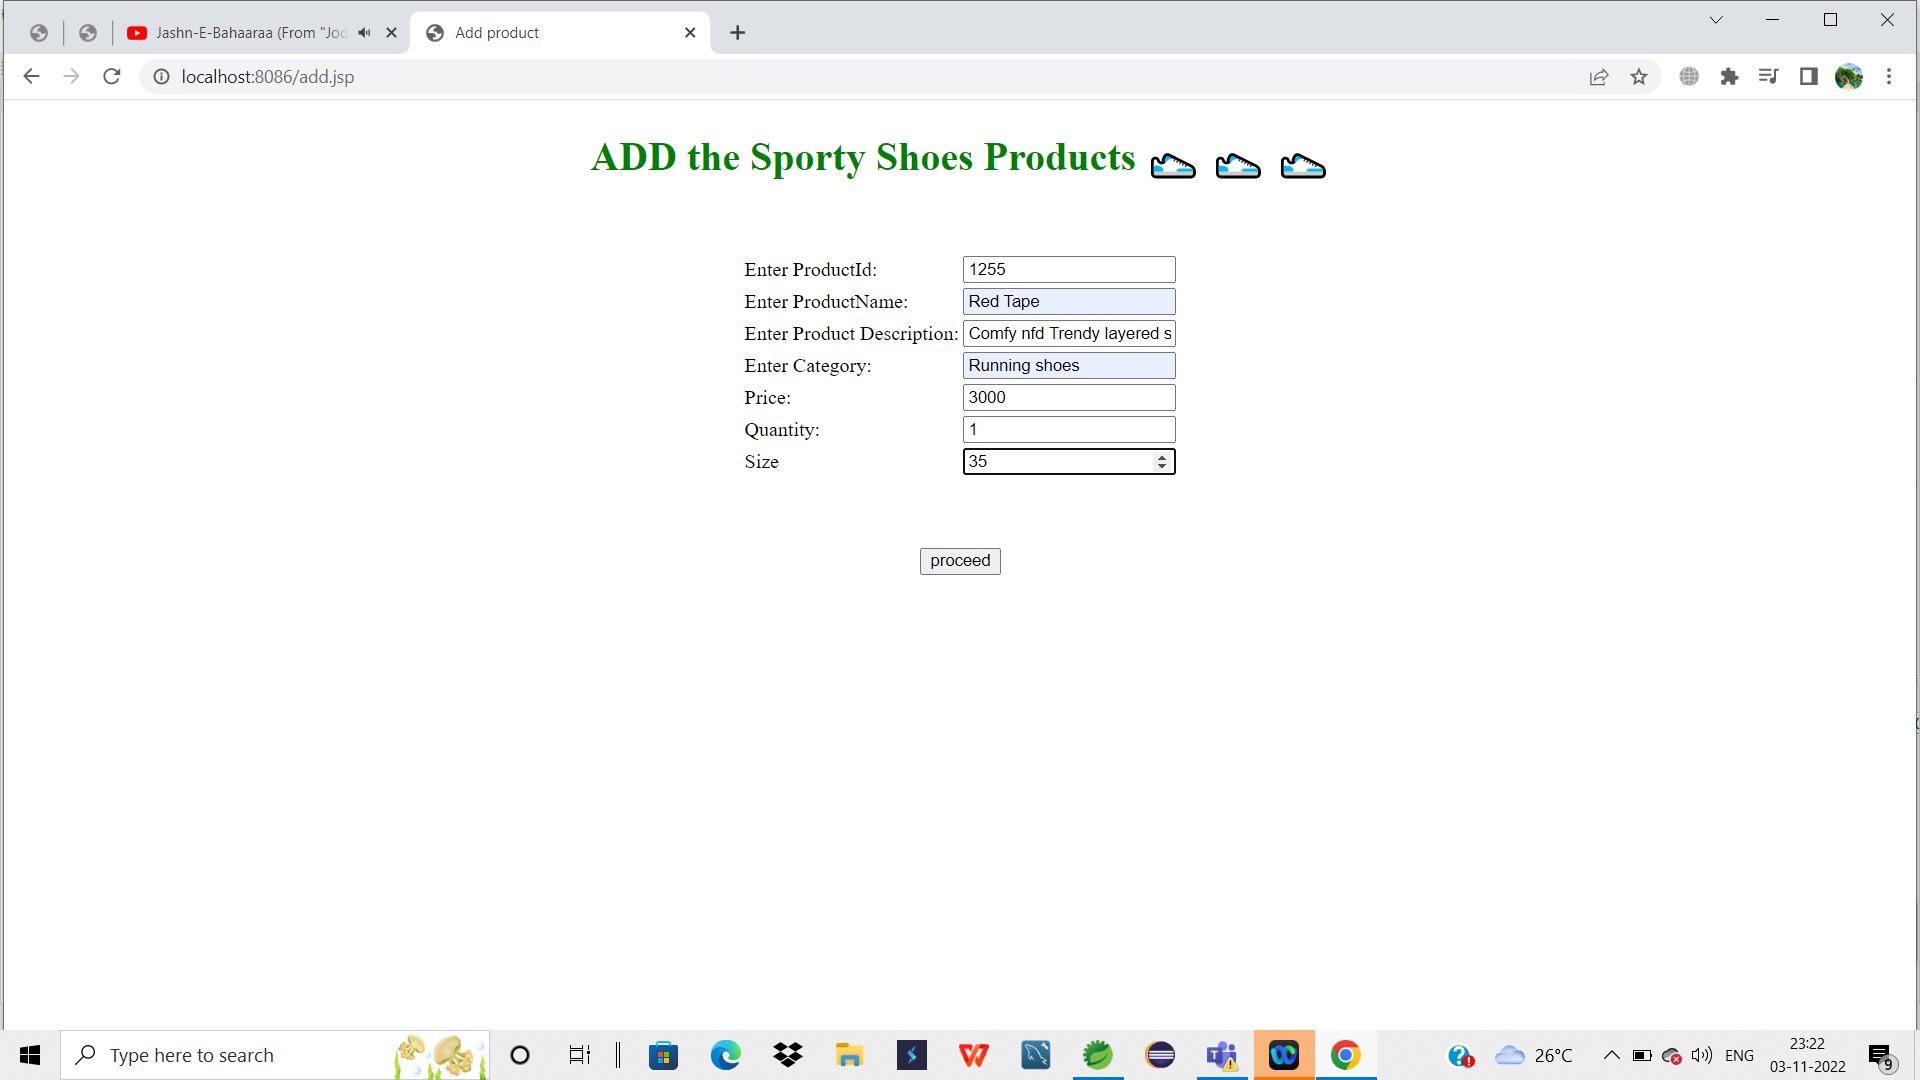 Jashn-E-Bahaaraa (From "Jod
Add product
localhost:8086/add.jsp
ADD the Sporty Shoes Products
Enter ProductId: 1255
Enter ProductName: Red Tape
Enter Product Description: Comfy nfd Trendy layered s
Enter Category: Running shoes
Price: 3000
Quantity: 1
Size 35
proceed
Type here to search
26°C
ENG
23:22
03-11-2022
9